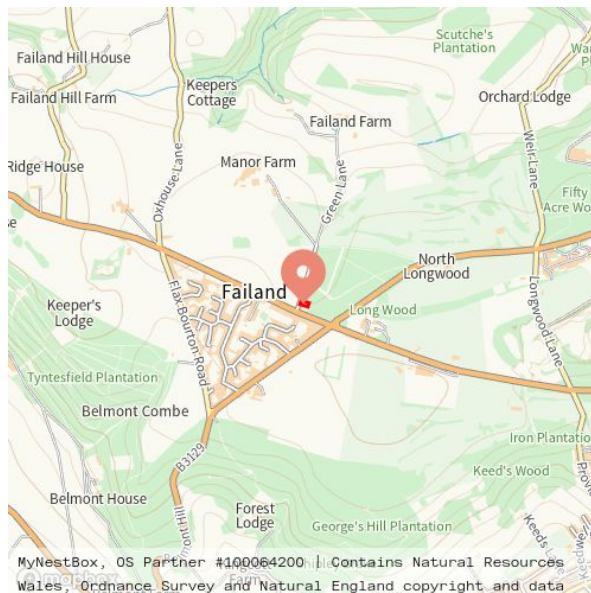 Failand Hill House
Scutche's
Plantation
Keepers
Cottage
Failand Hill Farm
Orchard Lodge
Failand Farm
Manor Farm
Ridge House
Weir Lane
Oxhouse Lane
Green Lane
Fifty
Acre Wo
North
Longwood
Failand
Keeper's
Lodge
Long Wood
Flax Bourton Road
Longwood Lane
Tyntesfield Plantation
Belmont Combe
B3129
Iron Plantation
Keed's Wood
Belmont House
Forest
Lodge
George's Hill Plantation
MyNestBox, OS Partner #100064200 | Contains Natural Resources
Wales, Ordnance Survey and Natural England copyright and data
mapbox
Farm